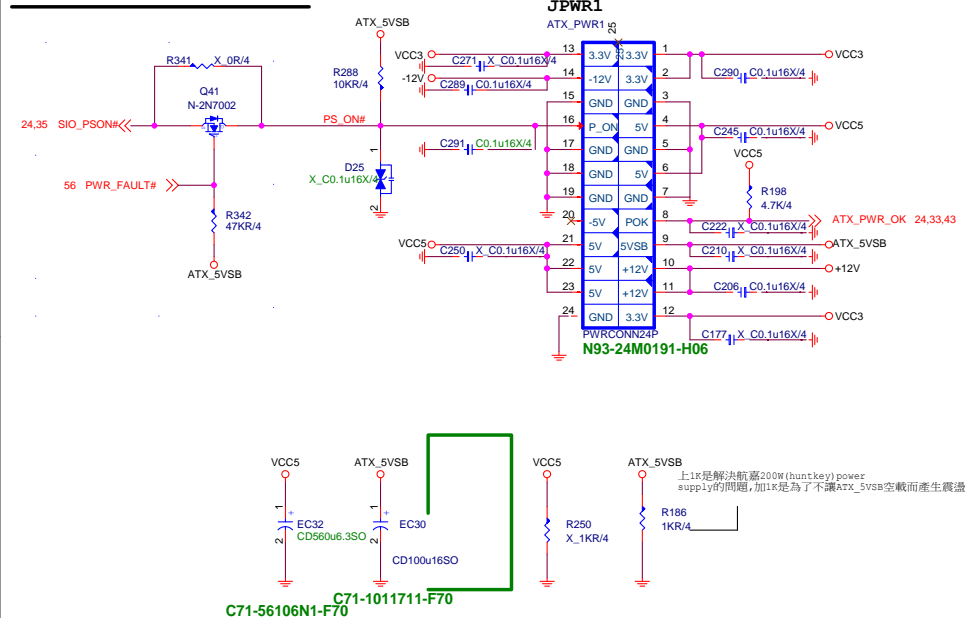 JPWR1
ATX_PWR1
25
25
ATX_5VSB
R341 X_0R/4
Q41
N-2N7002
R288
10KR/4
VCC3
C271 X_C0.1u16X/4
-12V
C289 C0.1u16X/4
24,35 SIO_PSON#
PS_ON#
C291 C0.1u16X/4
56 PWR_FAULT#
1
D25
X_C0.1u16X/4
2
R342
47KR/4
ATX_5VSB
VCC5
C250 X_C0.1u16X/4
13 3.3V 3.3V 1
14 -12V 3.3V 2
15 GND GND 3
16 P_ON 5V 4
17 GND GND 5
18 GND 5V 6
19 GND GND 7
20 -5V POK 8
21 5V 5VSB 9
22 5V +12V 10
23 5V +12V 11
24 GND 3.3V 12
PWRCONN24P
N93-24M0191-H06
VCC3
C290 C0.1u16X/4
VCC5
C245 C0.1u16X/4
VCC5
R198
4.7K/4
ATX_PWR_OK 24,33,43
C222 X_C0.1u16X/4
ATX_5VSB
C210 X_C0.1u16X/4
+12V
C206 C0.1u16X/4
VCC3
C177 X_C0.1u16X/4
VCC5
1
+
EC32
CD560u6.3SO
2
C71-56106N1-F70
ATX_5VSB
1
+
EC30
2
CD100u16SO
C71-1011711-F70
VCC5
R250
X_1KR/4
ATX_5VSB
R186
1KR/4
上1K是解決航嘉200W(huntkey)power
supply的問題,加1K是為了不讓ATX_5VSB空載而產生震盪